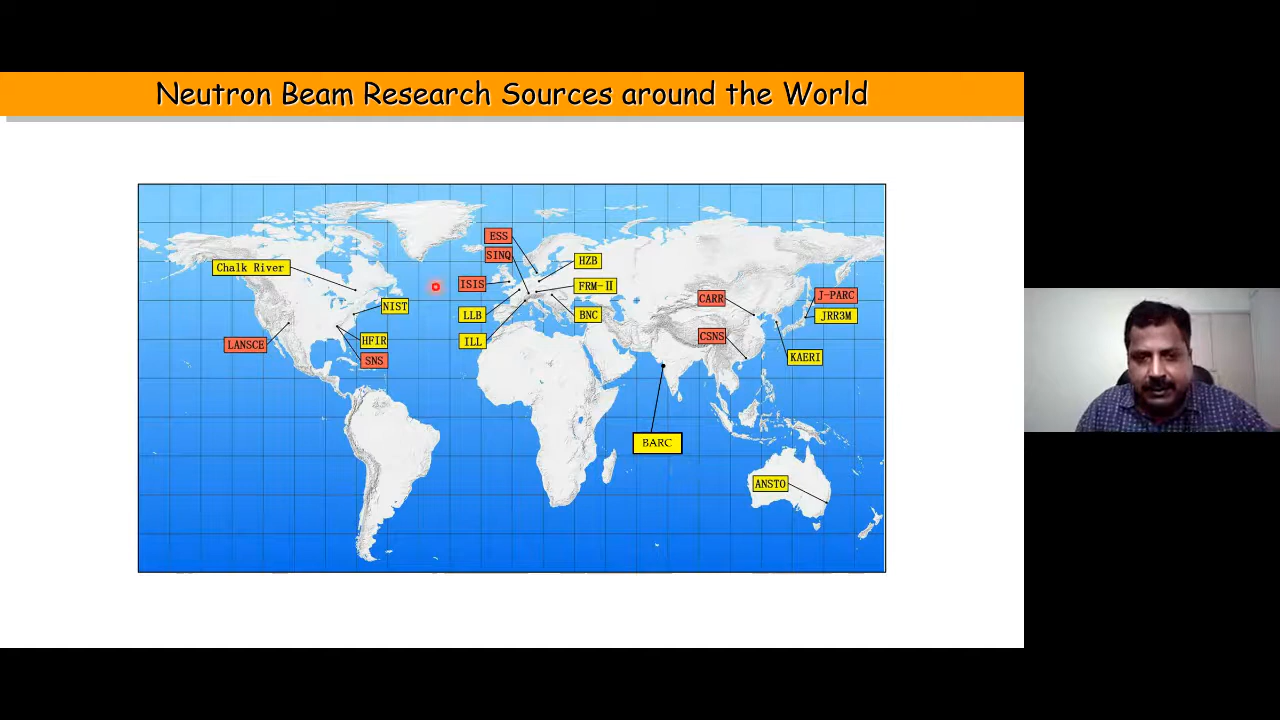 Neutron Beam Research Sources around the World
ESS
SINQ
HZB
Chalk River
ISIS
FRM-II
J-PARC
CARR
NIST
LLB
BNC
JRR3M
CSNS
LANSCE
HFIR
ILL
KAERI
SNS
BARC
ANSTO